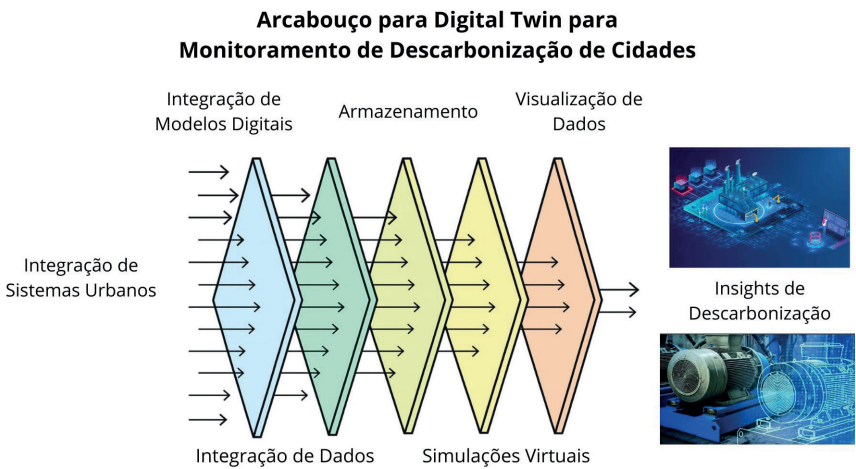 Arcabouço para Digital Twin para
Monitoramento de Descarbonização de Cidades
Integração de
Modelos Digitais
Armazenamento
Visualização de
Dados
Integração de
Sistemas Urbanos
Insights de
Descarbonização
Integração de Dados
Simulações Virtuais